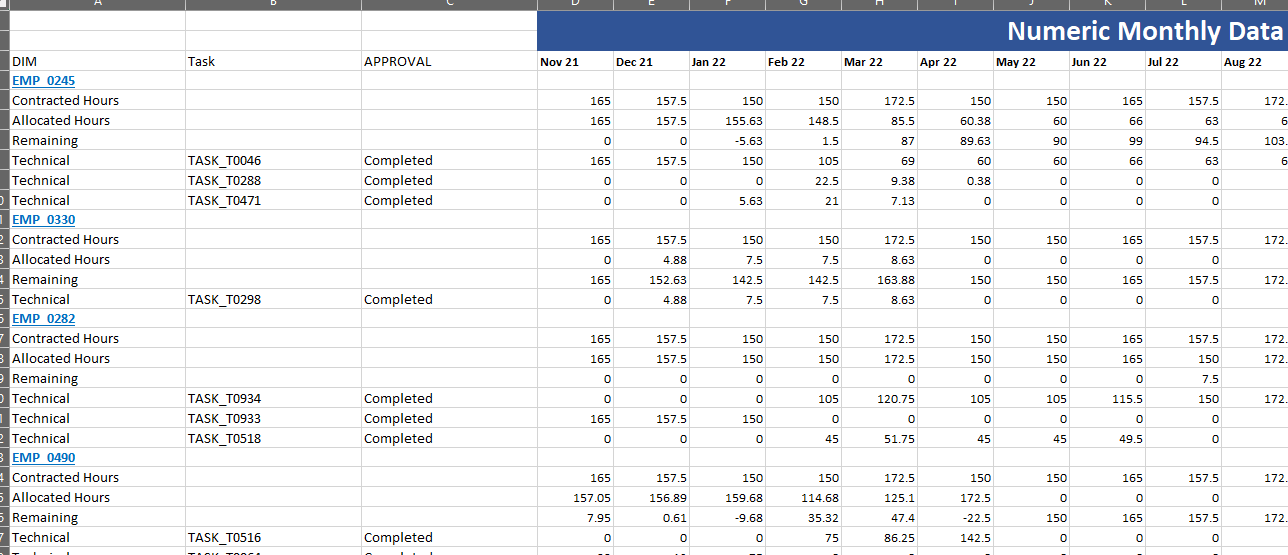 A B C D E F G H I J K L M
Numeric Monthly Data
DIM Task APPROVAL Nov 21 Dec 21 Jan 22 Feb 22 Mar 22 Apr 22 May 22 Jun 22 Jul 22 Aug 22
EMP_0245
Contracted Hours 165 157.5 150 150 172.5 150 150 165 157.5 172.
Allocated Hours 165 157.5 155.63 148.5 85.5 60.38 60 66 63 6
Remaining 0 0 -5.63 1.5 87 89.63 90 99 94.5 103.
Technical TASK_T0046 Completed 165 157.5 150 105 69 60 60 66 63 6
Technical TASK_T0288 Completed 0 0 0 22.5 9.38 0.38 0 0 0
Technical TASK_T0471 Completed 0 0 5.63 21 7.13 0 0 0 0
EMP_0330
Contracted Hours 165 157.5 150 150 172.5 150 150 165 157.5 172.
Allocated Hours 0 4.88 7.5 7.5 8.63 0 0 0 0
Remaining 165 152.63 142.5 142.5 163.88 150 150 165 157.5 172.
Technical TASK_T0298 Completed 0 4.88 7.5 7.5 8.63 0 0 0 0
EMP_0282
Contracted Hours 165 157.5 150 150 172.5 150 150 165 157.5 172.
Allocated Hours 165 157.5 150 150 172.5 150 150 165 150 172.
Remaining 0 0 0 0 0 0 0 0 7.5
Technical TASK_T0934 Completed 0 0 0 105 120.75 105 105 115.5 150 172.
Technical TASK_T0933 Completed 165 157.5 150 0 0 0 0 0 0
Technical TASK_T0518 Completed 0 0 0 45 51.75 45 45 49.5 0
EMP_0490
Contracted Hours 165 157.5 150 150 172.5 150 150 165 157.5 172.
Allocated Hours 157.05 156.89 159.68 114.68 125.1 172.5 0 0 0
Remaining 7.95 0.61 -9.68 35.32 47.4 -22.5 150 165 157.5 172.
Technical TASK_T0516 Completed 0 0 0 75 86.25 142.5 0 0 0